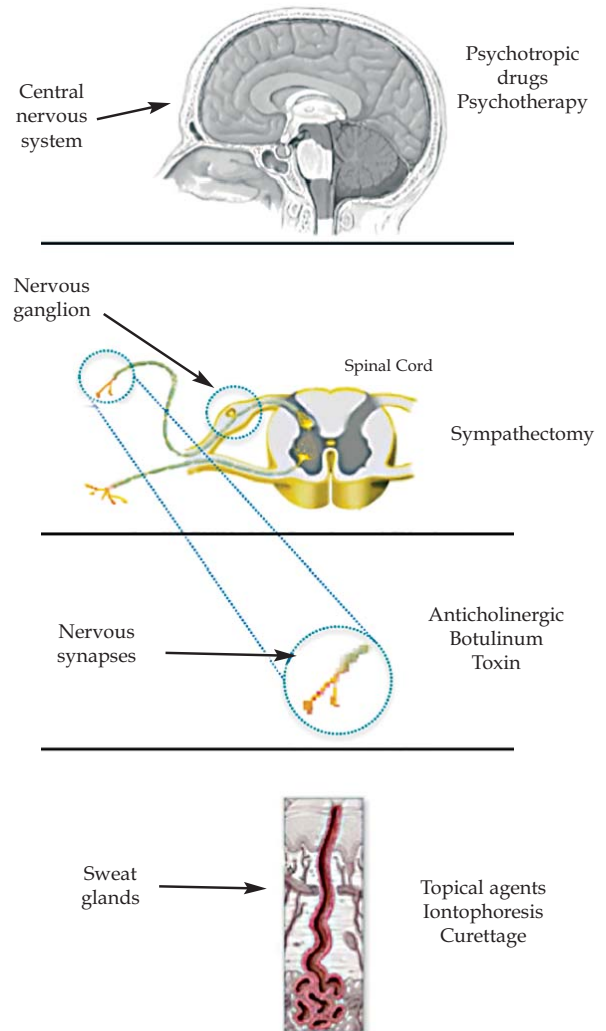 Central
nervous
system
Psychotropic
drugs
Psychotherapy
Nervous
ganglion
Spinal Cord
Sympathectomy
Nervous
synapses
Anticholinergic
Botulinum
Toxin
Sweat
glands
Topical agents
Iontophoresis
Curettage